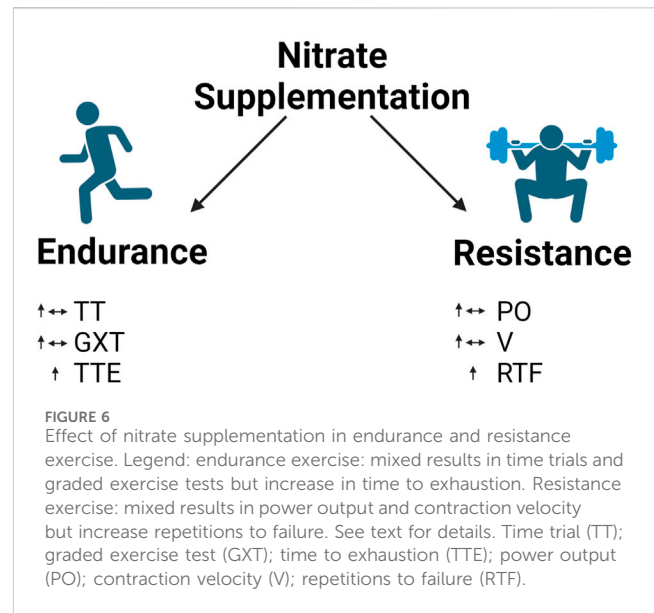 Nitrate
Supplementation
Endurance
Resistance
↑↔ TT
↑↔ GXT
↑ TTE
↑↔ PO
↑↔ V
↑ RTF
FIGURE 6
Effect of nitrate supplementation in endurance and resistance
exercise. Legend: endurance exercise: mixed results in time trials and
graded exercise tests but increase in time to exhaustion. Resistance
exercise: mixed results in power output and contraction velocity
but increase repetitions to failure. See text for details. Time trial (TT);
graded exercise test (GXT); time to exhaustion (TTE); power output
(PO); contraction velocity (V); repetitions to failure (RTF).